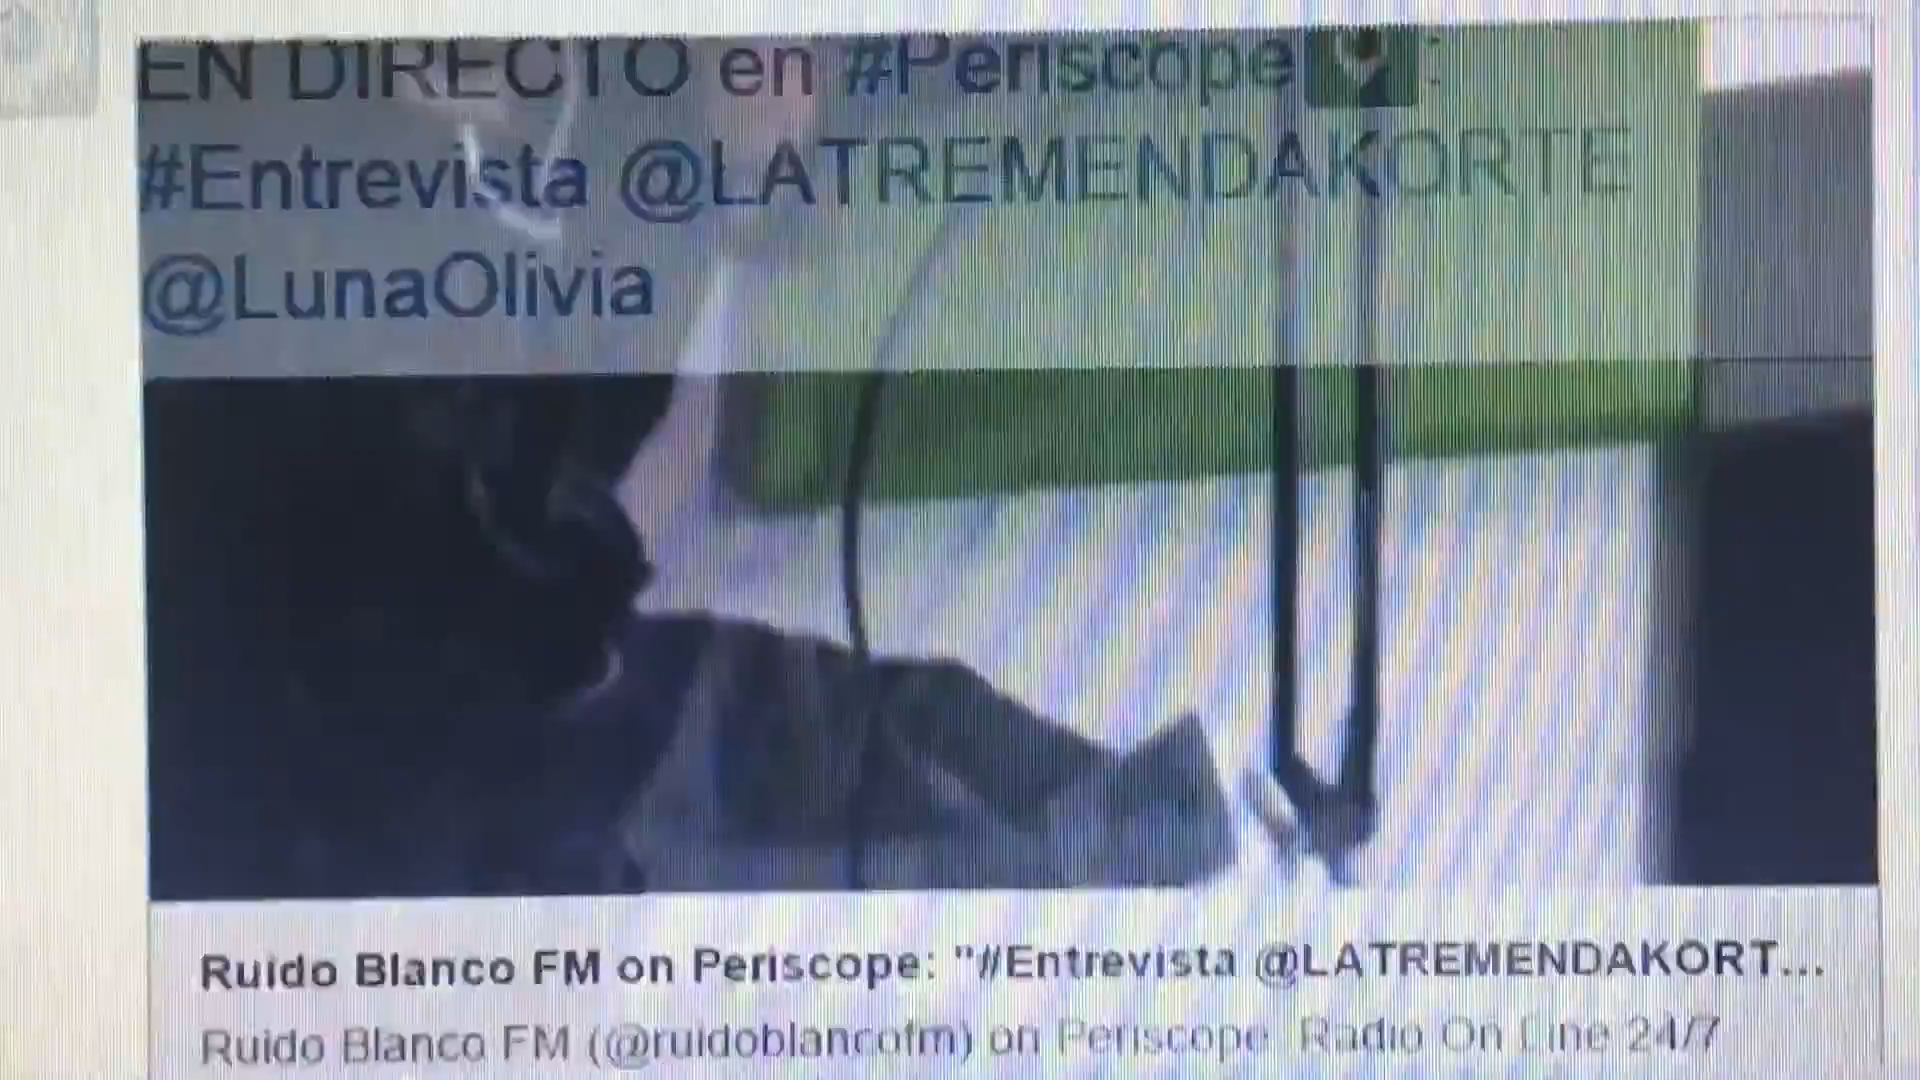 EN DIRECTO en #Periscope:
#Entrevista @LATREMENDAKORTE
@LunaOlivia
Ruido Blanco FM on Periscope: "#Entrevista @LATREMENDAKORT...
Ruido Blanco FM (@ruidoblancofm) on Periscope Radio On Line 24/7